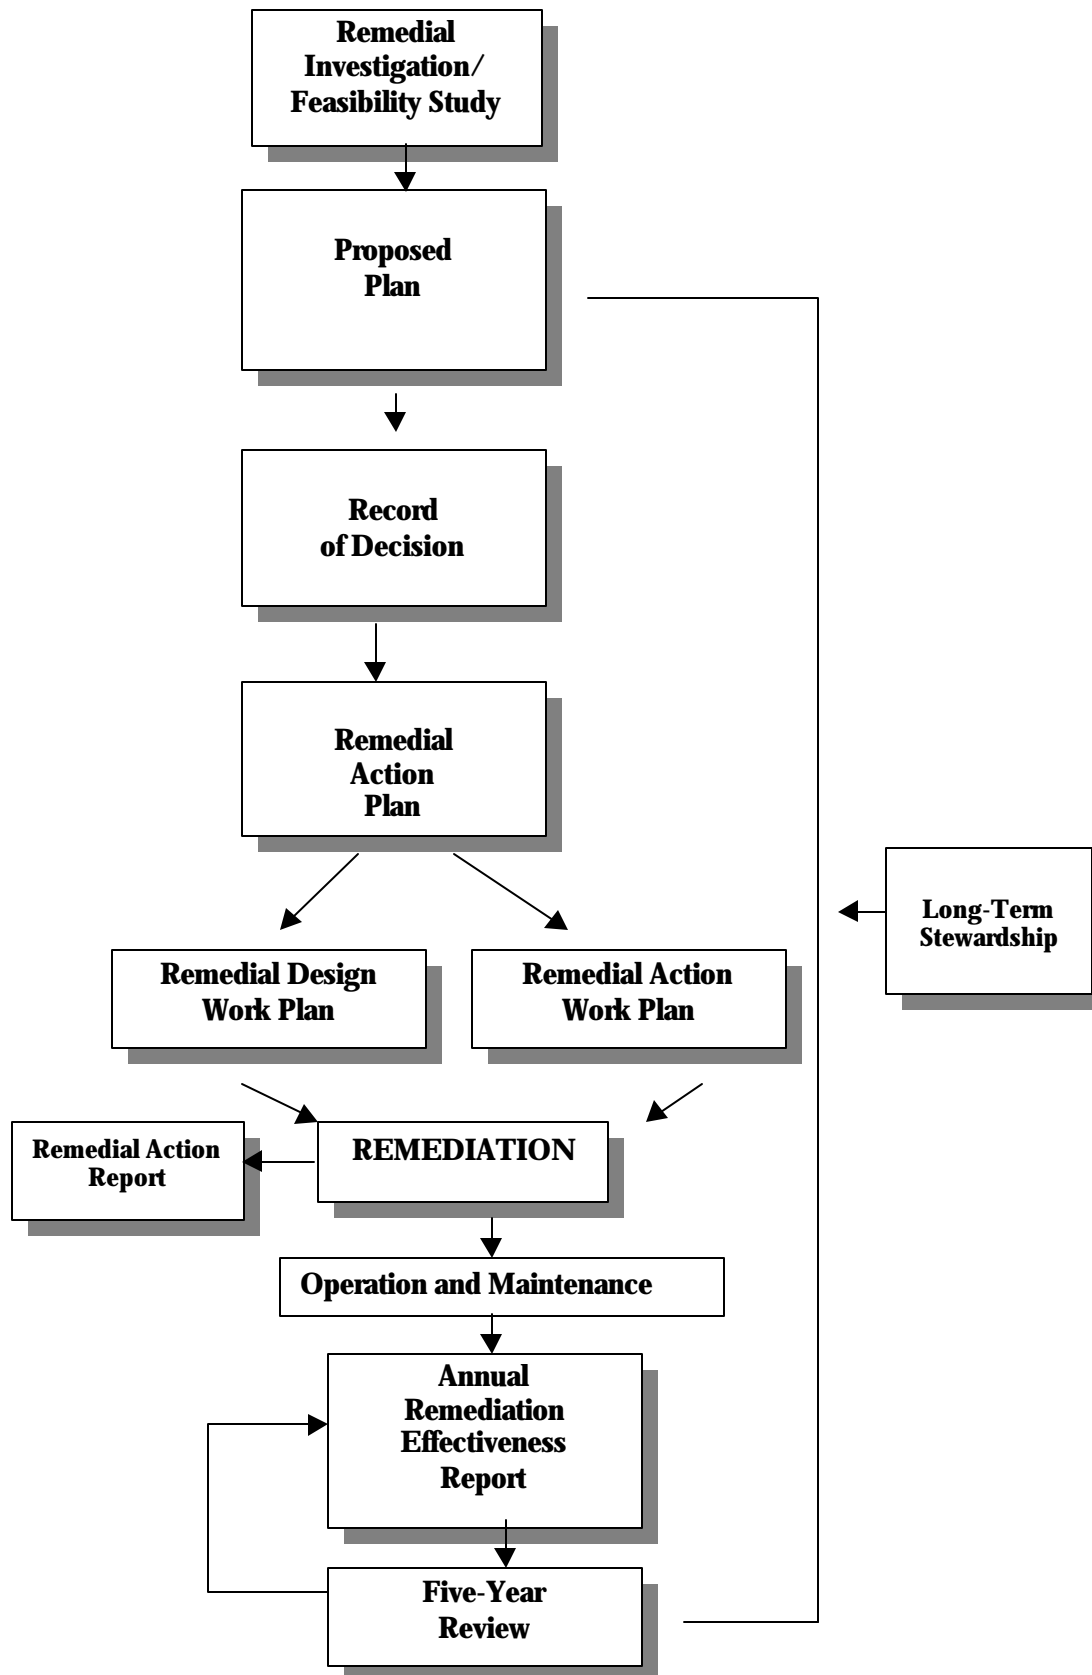 Remedial
Investigation/
Feasibility Study
Proposed
Plan
Record
of Decision
Remedial
Action
Plan
Long-Term
Stewardship
Remedial Design
Work Plan
Remedial Action
Work Plan
Remedial Action
Report
REMEDIATION
Operation and Maintenance
Annual
Remediation
Effectiveness
Report
Five-Year
Review